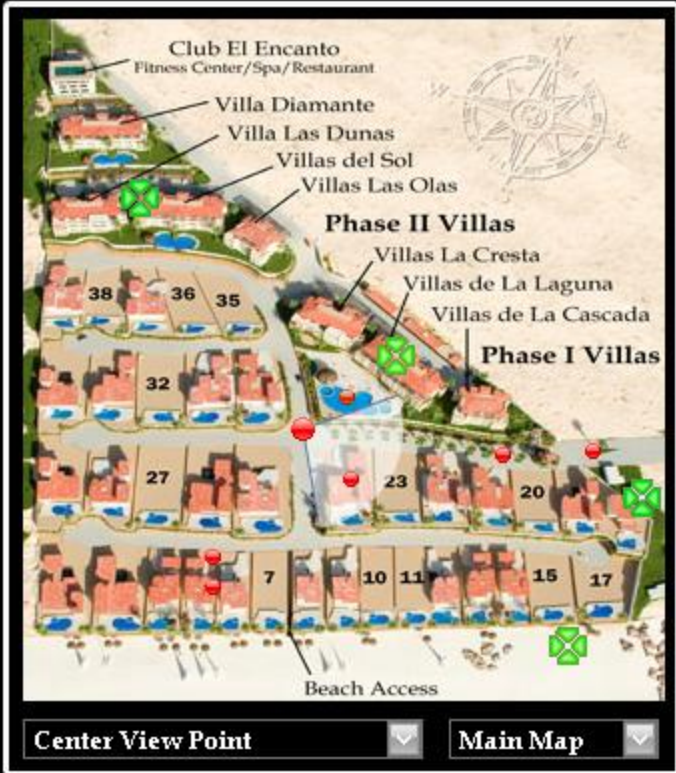 Club El Encanto
Fitness Center/Spa/Restaurant
Villa Diamante
Villa Las Dunas
Villas del Sol
Villas Las Olas
Phase II Villas
Villas La Cresta
Villas de La Laguna
Villas de La Cascada
Phase I Villas
N
W
E
38 36 35
32
27 23 20
7 10 11 15 17
Beach Access
Center View Point Main Map